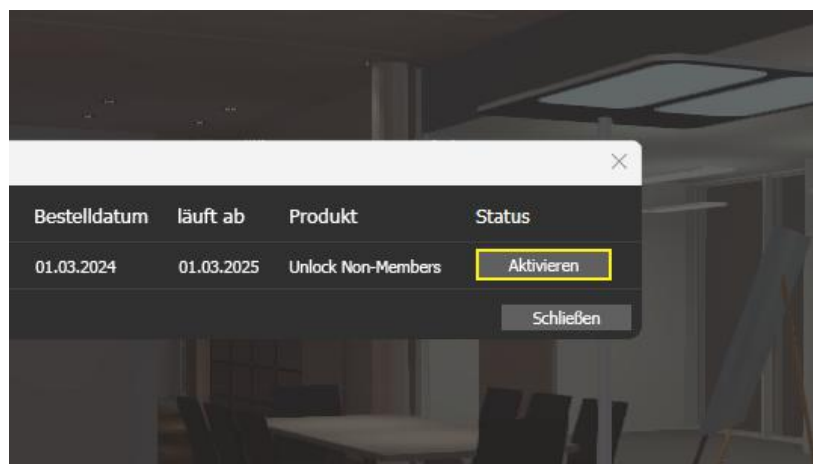 Bestelldatum läuft ab Produkt Status
01.03.2024 01.03.2025 Unlock Non-Members Aktivieren
Schließen